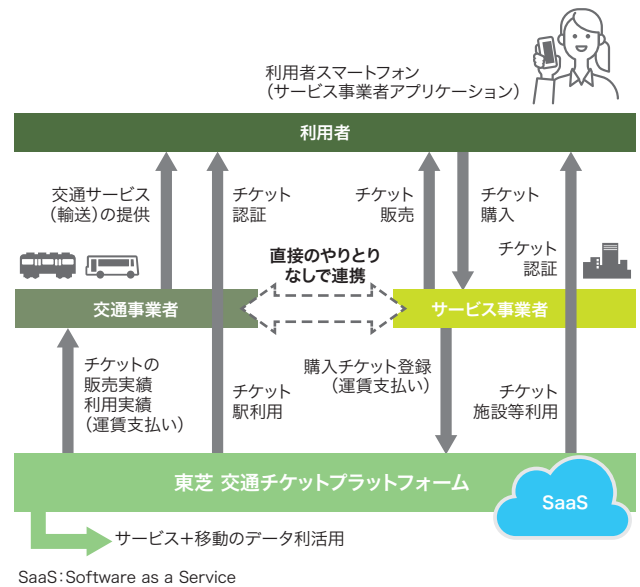 利用者スマートフォン
（サービス事業者アプリケーション）
利用者
交通サービス
（輸送）の提供
チケット
認証
チケット
販売
チケット
購入
チケット
認証
直接のやりとり
なしで連携
交通事業者
サービス事業者
チケットの
販売実績
利用実績
（運賃支払い）
チケット
駅利用
購入チケット登録
（運賃支払い）
チケット
施設等利用
東芝 交通チケットプラットフォーム
SaaS
サービス＋移動のデータ利活用
SaaS：Software as a Service